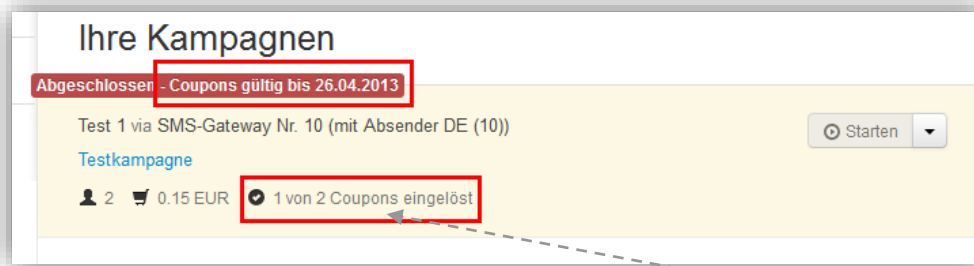 Ihre Kampagnen
Abgeschlossen - Coupons gültig bis 26.04.2013
Test 1 via SMS-Gateway Nr. 10 (mit Absender DE (10))
Starten
Testkampagne
2 0.15 EUR 1 von 2 Coupons eingelöst